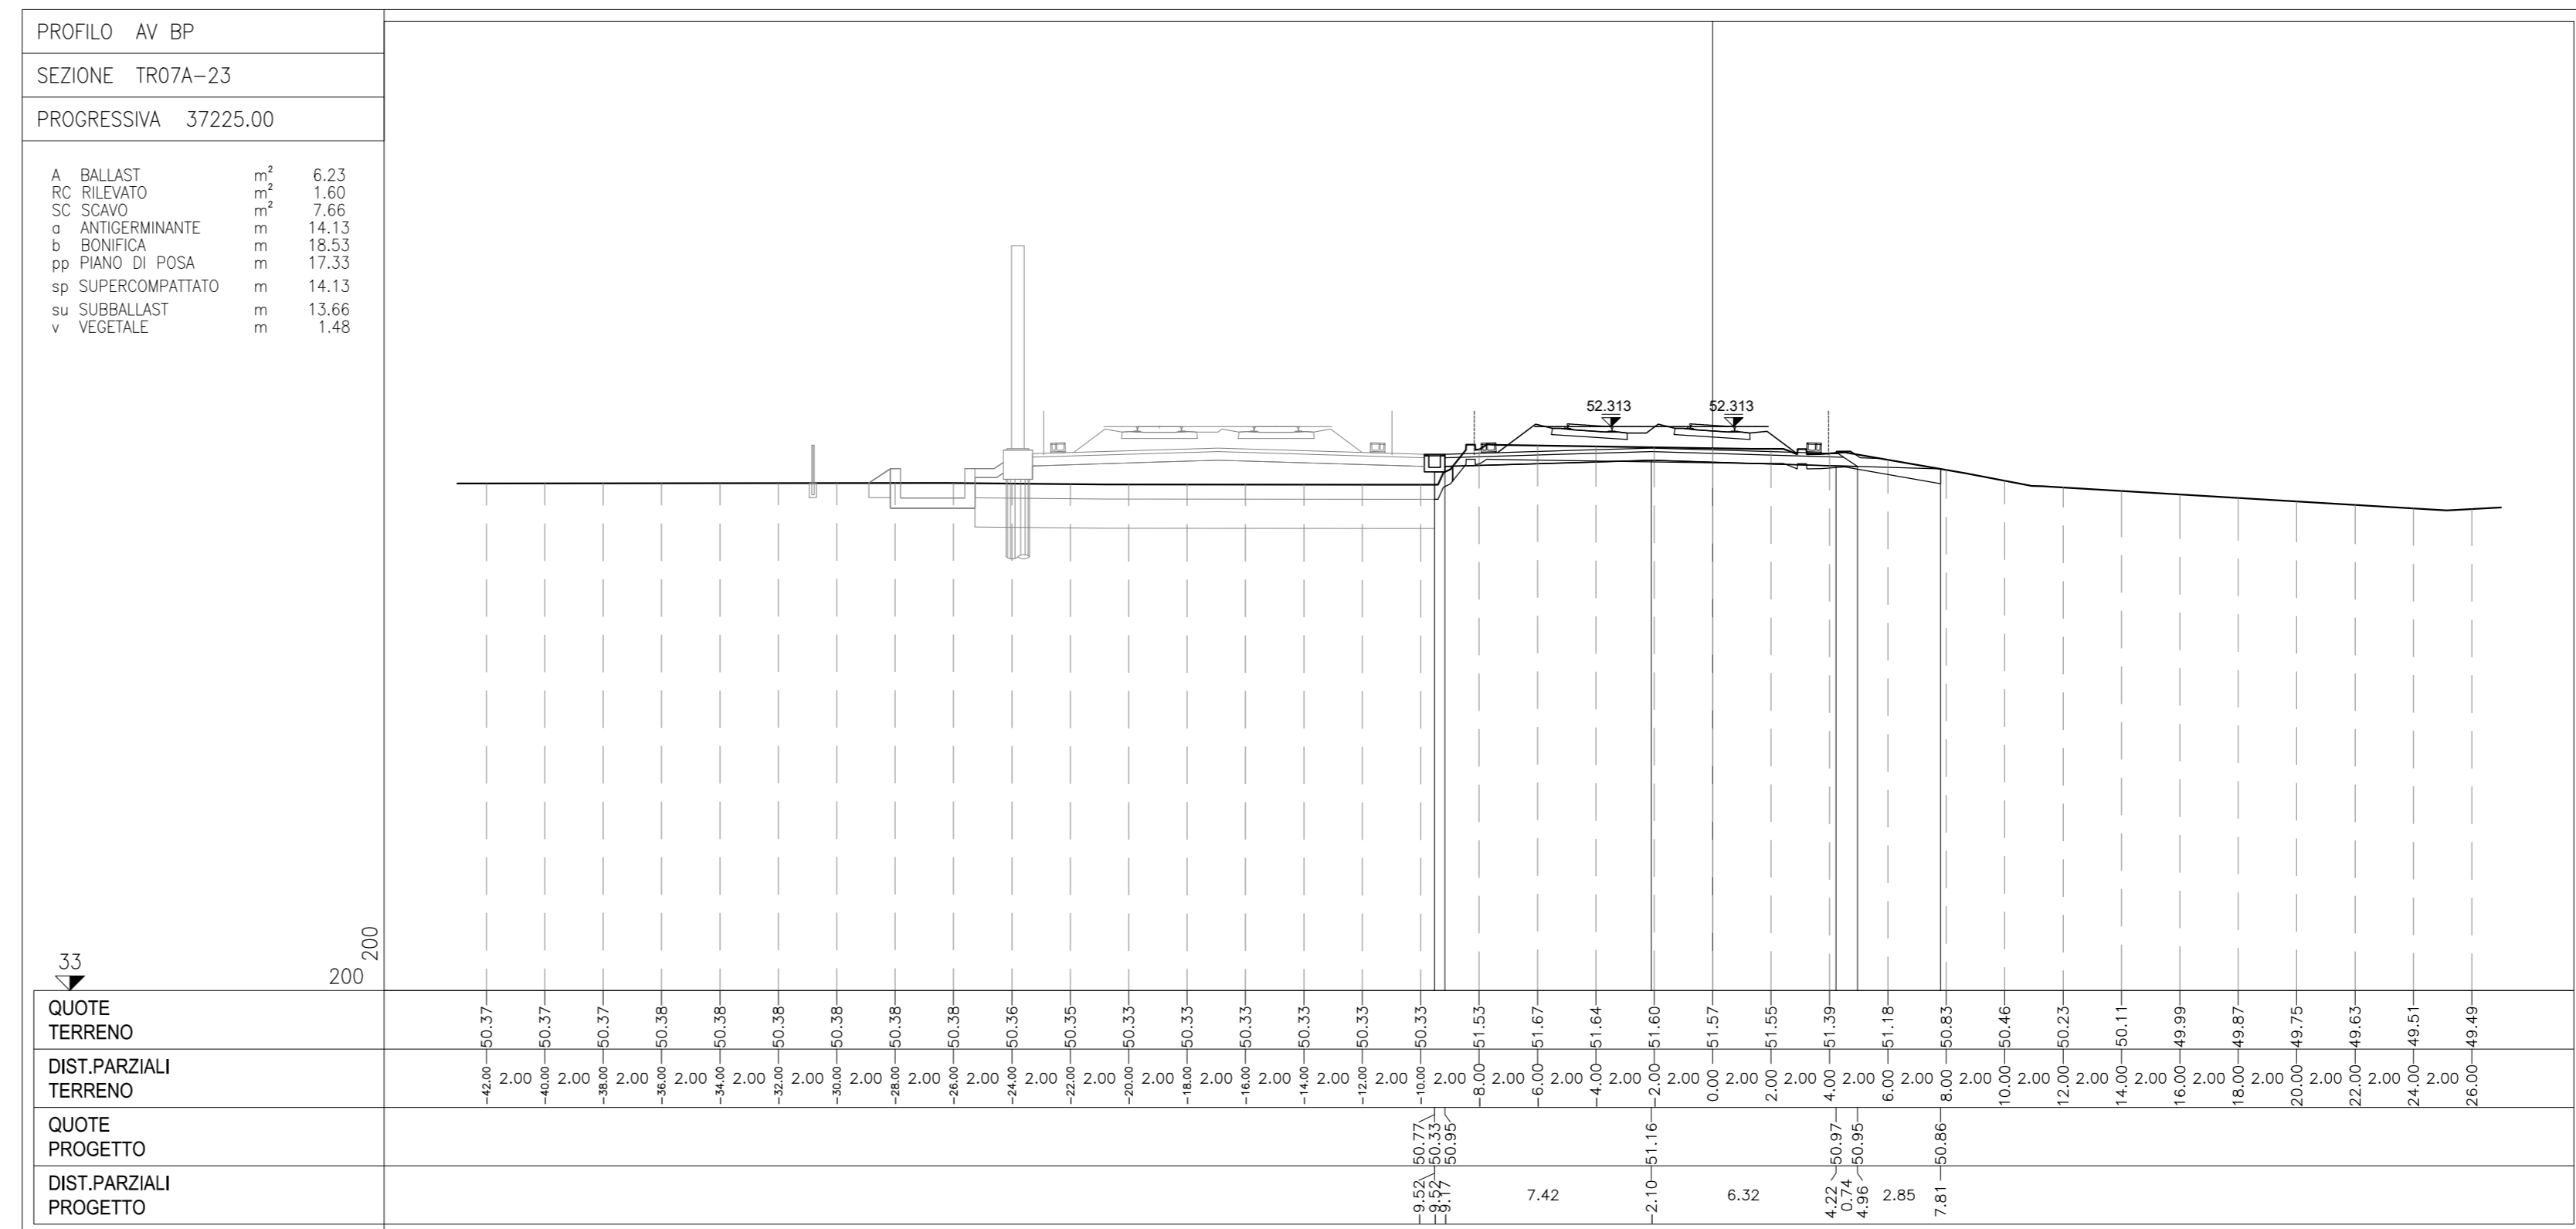 PROFILO AV BP
SEZIONE TR07A-23
PROGRESSIVA 37225.00
A BALLAST m² 6.23
RC RILEVATO m² 1.60
SC SCAVO m² 7.66
a ANTIGERMINANTE m 14.13
b BONIFICA m 18.53
pp PIANO DI POSA m 17.33
sp SUPERCOMPATTATO m 14.13
su SUBBALLAST m 13.66
v VEGETALE m 1.48
52.313 52.313
200
33
200
QUOTE
TERRENO
50.37 50.37 50.37 50.38 50.38 50.38 50.38 50.38 50.38 50.36 50.35 50.33 50.33 50.33 50.33 50.33 50.33 51.53 51.67 51.64 51.60 51.57 51.55 51.39 51.18 50.83 50.46 50.23 50.11 49.99 49.87 49.75 49.63 49.51 49.49
DIST.PARZIALI
TERRENO
-42.00 2.00 -40.00 2.00 -38.00 2.00 -36.00 2.00 -34.00 2.00 -32.00 2.00 -30.00 2.00 -28.00 2.00 -26.00 2.00 -24.00 2.00 -22.00 2.00 -20.00 2.00 -18.00 2.00 -16.00 2.00 -14.00 2.00 -12.00 2.00 -10.00 2.00 -8.00 2.00 -6.00 2.00 -4.00 2.00 -2.00 2.00 0.00 2.00 2.00 2.00 4.00 2.00 6.00 2.00 8.00 2.00 10.00 2.00 12.00 2.00 14.00 2.00 16.00 2.00 18.00 2.00 20.00 2.00 22.00 2.00 24.00 2.00 26.00
QUOTE
PROGETTO
50.77 50.33 50.95 51.16 50.97 50.95 50.86
DIST.PARZIALI
PROGETTO
-9.52 -9.52 -9.17 7.42 -2.10 6.32 4.22 0.74 4.96 2.85 7.81